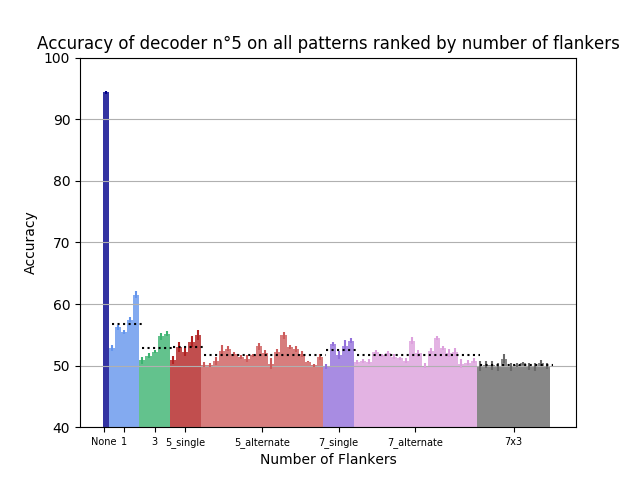 Accuracy of decoder n°5 on all patterns ranked by number of flankers
100
90
80
70
60
50
40
Accuracy
None 1 3 5_single 5_alternate 7_single 7_alternate 7x3
Number of Flankers